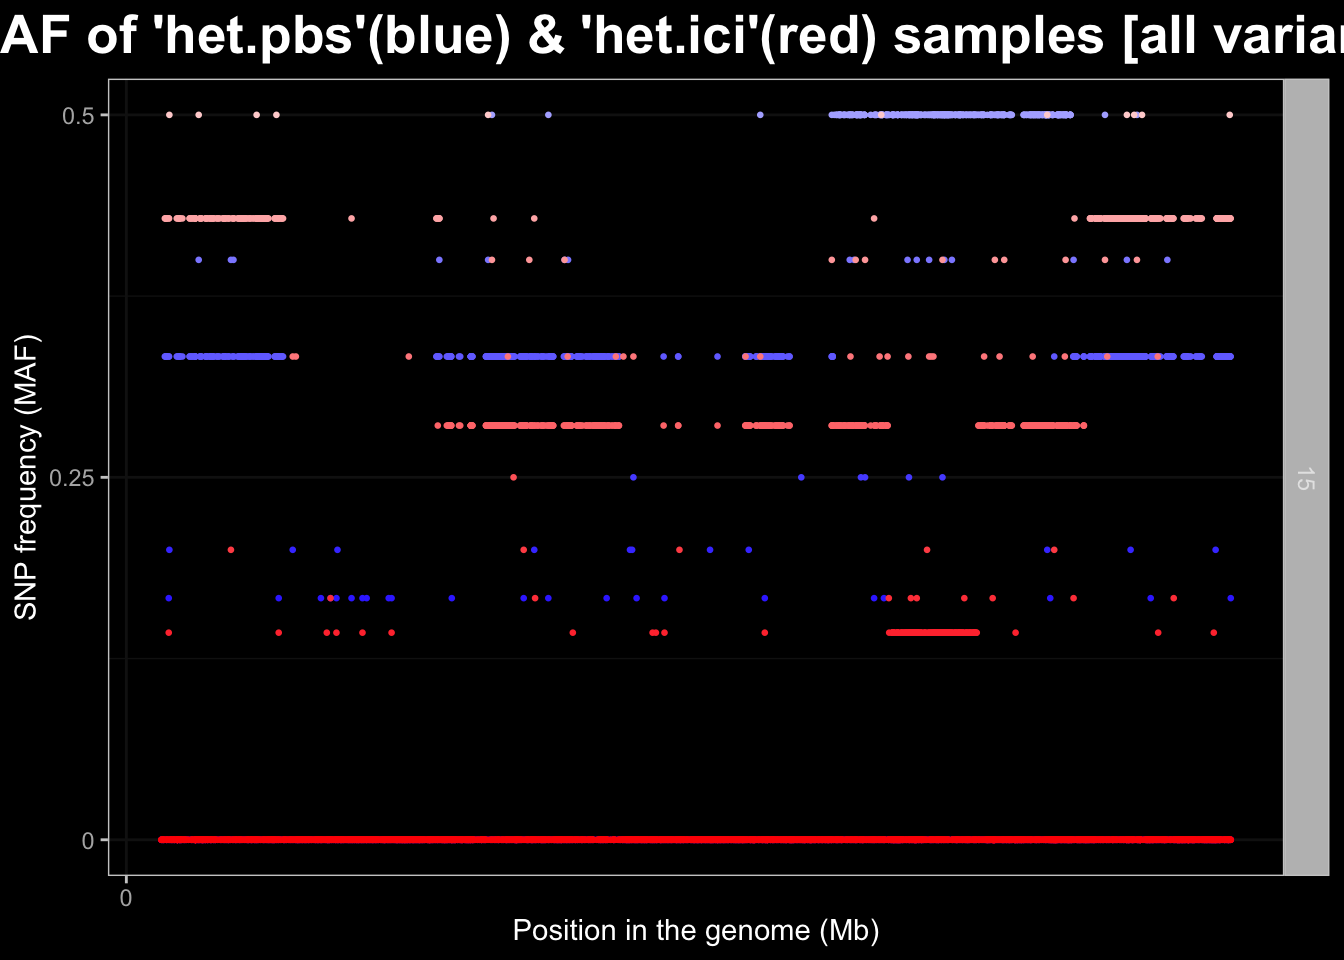 AF of 'het.pbs'(blue) & 'het.ici'(red) samples [all
0.5
0.25
0
SNP frequency (MAF)
15
0
Position in the genome (Mb)